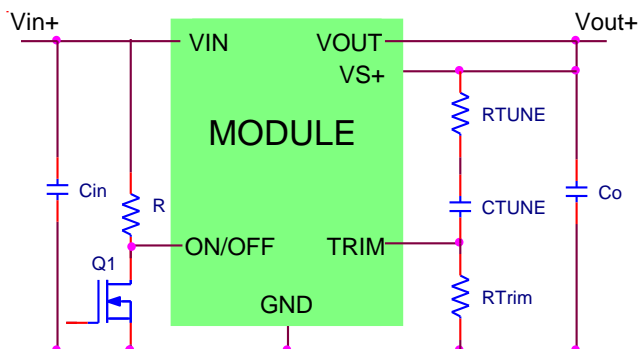 Vin+
Vout+
VIN
VOUT
VS+
RTUNE
MODULE
Cin
R
CTUNE
Co
ON/OFF
TRIM
Q1
RTrim
GND